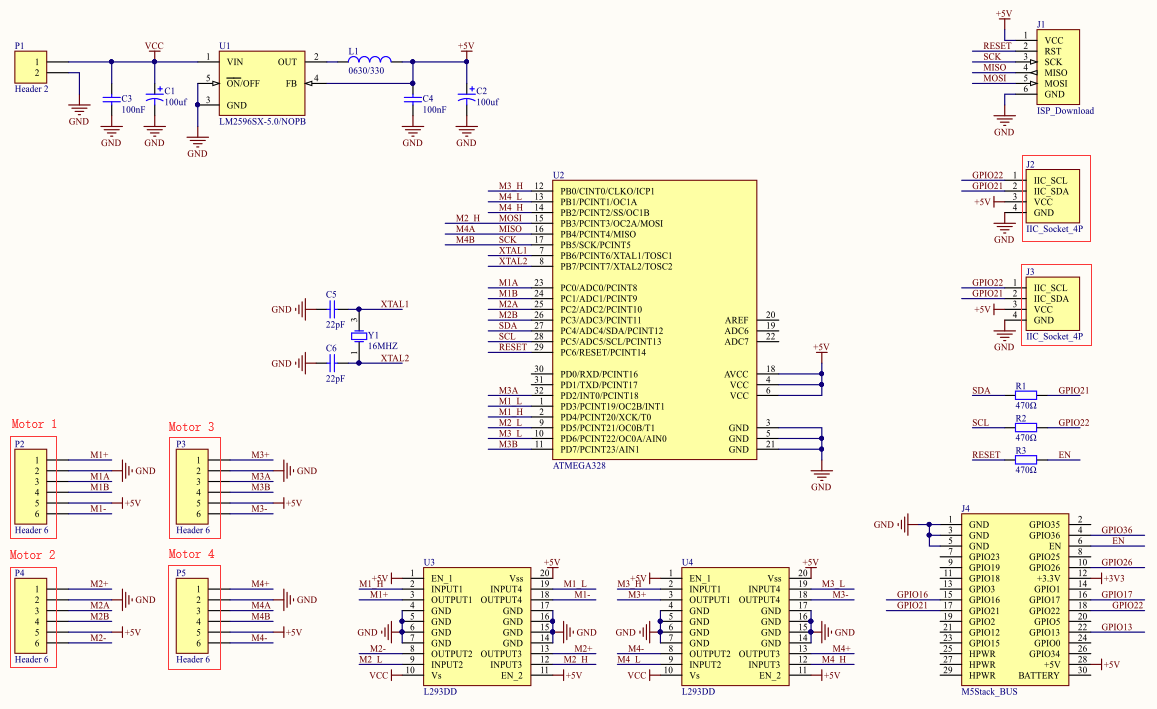 P1
1
2
Header 2
GND
VCC
C3
100nF
GND
C1
100uf
GND
U1
1 VIN OUT 2
5 ON/OFF FB 4
3 GND
LM2596SX-5.0/NOPB
GND
L1
0630/330
+5V
C4
100nF
GND
C2
100uf
GND
+5V
J1
1 VCC
RESET 2 RST
SCK 3 SCK
MISO 4 MISO
MOSI 5 MOSI
6 GND
ISP_Download
GND
J2
GPIO22 1 IIC_SCL
GPIO21 2 IIC_SDA
+5V 3 VCC
4 GND
IIC_Socket_4P
GND
J3
GPIO22 1 IIC_SCL
GPIO21 2 IIC_SDA
+5V 3 VCC
4 GND
IIC_Socket_4P
GND
U2
M3_H 12 PB0/CINT0/CLKO/ICP1
M4_L 13 PB1/PCINT1/OC1A
M4_H 14 PB2/PCINT2/SS/OC1B
M2_H MOSI 15 PB3/PCINT3/OC2A/MOSI
M4A MISO 16 PB4/PCINT4/MISO
M4B SCK 17 PB5/SCK/PCINT5
XTAL1 7 PB6/PCINT6/XTAL1/TOSC1
XTAL2 8 PB7/PCINT7/XTAL2/TOSC2
M1A 23 PC0/ADC0/PCINT8
M1B 24 PC1/ADC1/PCINT9
M2A 25 PC2/ADC2/PCINT10
M2B 26 PC3/ADC3/PCINT11
SDA 27 PC4/ADC4/SDA/PCINT12
SCL 28 PC5/ADC5/SCL/PCINT13
RESET 29 PC6/RESET/PCINT14
30 PD0/RXD/PCINT16
31 PD1/TXD/PCINT17
M3A 32 PD2/INT0/PCINT18
M1_L 1 PD3/PCINT19/OC2B/INT1
M1_H 2 PD4/PCINT20/XCK/T0
M2_L 9 PD5/PCINT21/OC0B/T1
M3_L 10 PD6/PCINT22/OC0A/AIN0
M3B 11 PD7/PCINT23/AIN1
AREF 20
ADC6 19
ADC7 22
AVCC 18
VCC 4
VCC 6
GND 3
GND 5
GND 21
ATMEGA328
+5V
GND
GND C5 XTAL1
22pF
3
Y1
16MHZ
1
GND C6 XTAL2
22pF
SDA R1 GPIO21
470Ω
SCL R2 GPIO22
470Ω
RESET R3 EN
470Ω
Motor 1
P2
1 M1+
2 GND
3 M1A
4 M1B
5 +5V
6 M1-
Header 6
Motor 3
P3
1 M3+
2 GND
3 M3A
4 M3B
5 +5V
6 M3-
Header 6
Motor 2
P4
1 M2+
2 GND
3 M2A
4 M2B
5 +5V
6 M2-
Header 6
Motor 4
P5
1 M4+
2 GND
3 M4A
4 M4B
5 +5V
6 M4-
Header 6
U3
+5V 1 EN_1 Vss 20 +5V
M1_H 2 INPUT1 INPUT4 19 M1_L
M1+ 3 OUTPUT1 OUTPUT4 18 M1-
4 GND GND 17
5 GND GND 16
GND 6 GND GND 15 GND
7 GND GND 14
M2- 8 OUTPUT2 OUTPUT3 13 M2+
M2_L 9 INPUT2 INPUT3 12 M2_H
VCC 10 Vs EN_2 11 +5V
L293DD
U4
+5V 1 EN_1 Vss 20 +5V
M3_H 2 INPUT1 INPUT4 19 M3_L
M3+ 3 OUTPUT1 OUTPUT4 18 M3-
4 GND GND 17
5 GND GND 16
GND 6 GND GND 15 GND
7 GND GND 14
M4- 8 OUTPUT2 OUTPUT3 13 M4+
M4_L 9 INPUT2 INPUT3 12 M4_H
VCC 10 Vs EN_2 11 +5V
L293DD
J4
GND 1 GND GPIO35 2
3 GND GPIO36 4 GPIO36
5 GND EN 6 EN
7 GPIO23 GPIO25 8
9 GPIO19 GPIO26 10 GPIO26
11 GPIO18 +3.3V 12 +3V3
13 GPIO3 GPIO1 14
GPIO16 15 GPIO16 GPIO17 16 GPIO17
GPIO21 17 GPIO21 GPIO22 18 GPIO22
19 GPIO2 GPIO5 20
21 GPIO12 GPIO13 22 GPIO13
23 GPIO15 GPIO0 24
25 HPWR GPIO34 26
27 HPWR +5V 28 +5V
29 HPWR BATTERY 30
M5Stack_BUS